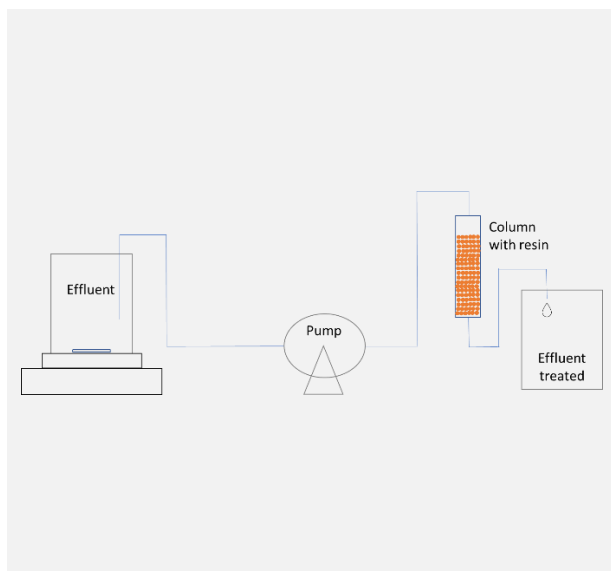 Effluent
Pump
Column
with resin
Effluent
treated